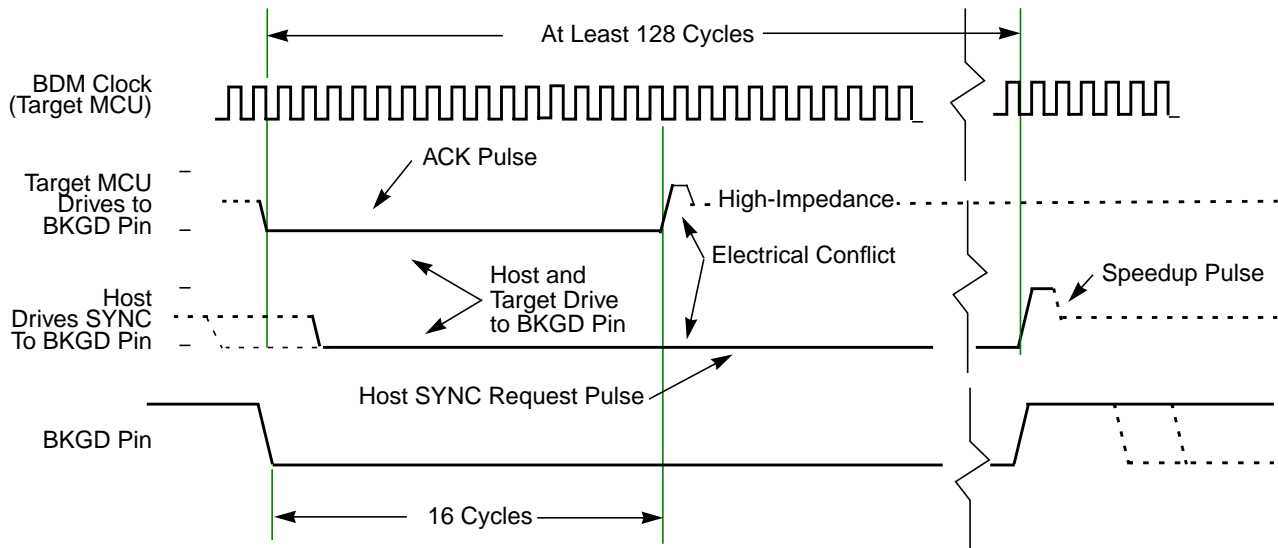 At Least 128 Cycles
BDM Clock
(Target MCU)
ACK Pulse
Target MCU
Drives to
BKGD Pin
High-Impedance
Electrical Conflict
Host and
Target Drive
to BKGD Pin
Speedup Pulse
Host
Drives SYNC
To BKGD Pin
Host SYNC Request Pulse
BKGD Pin
16 Cycles